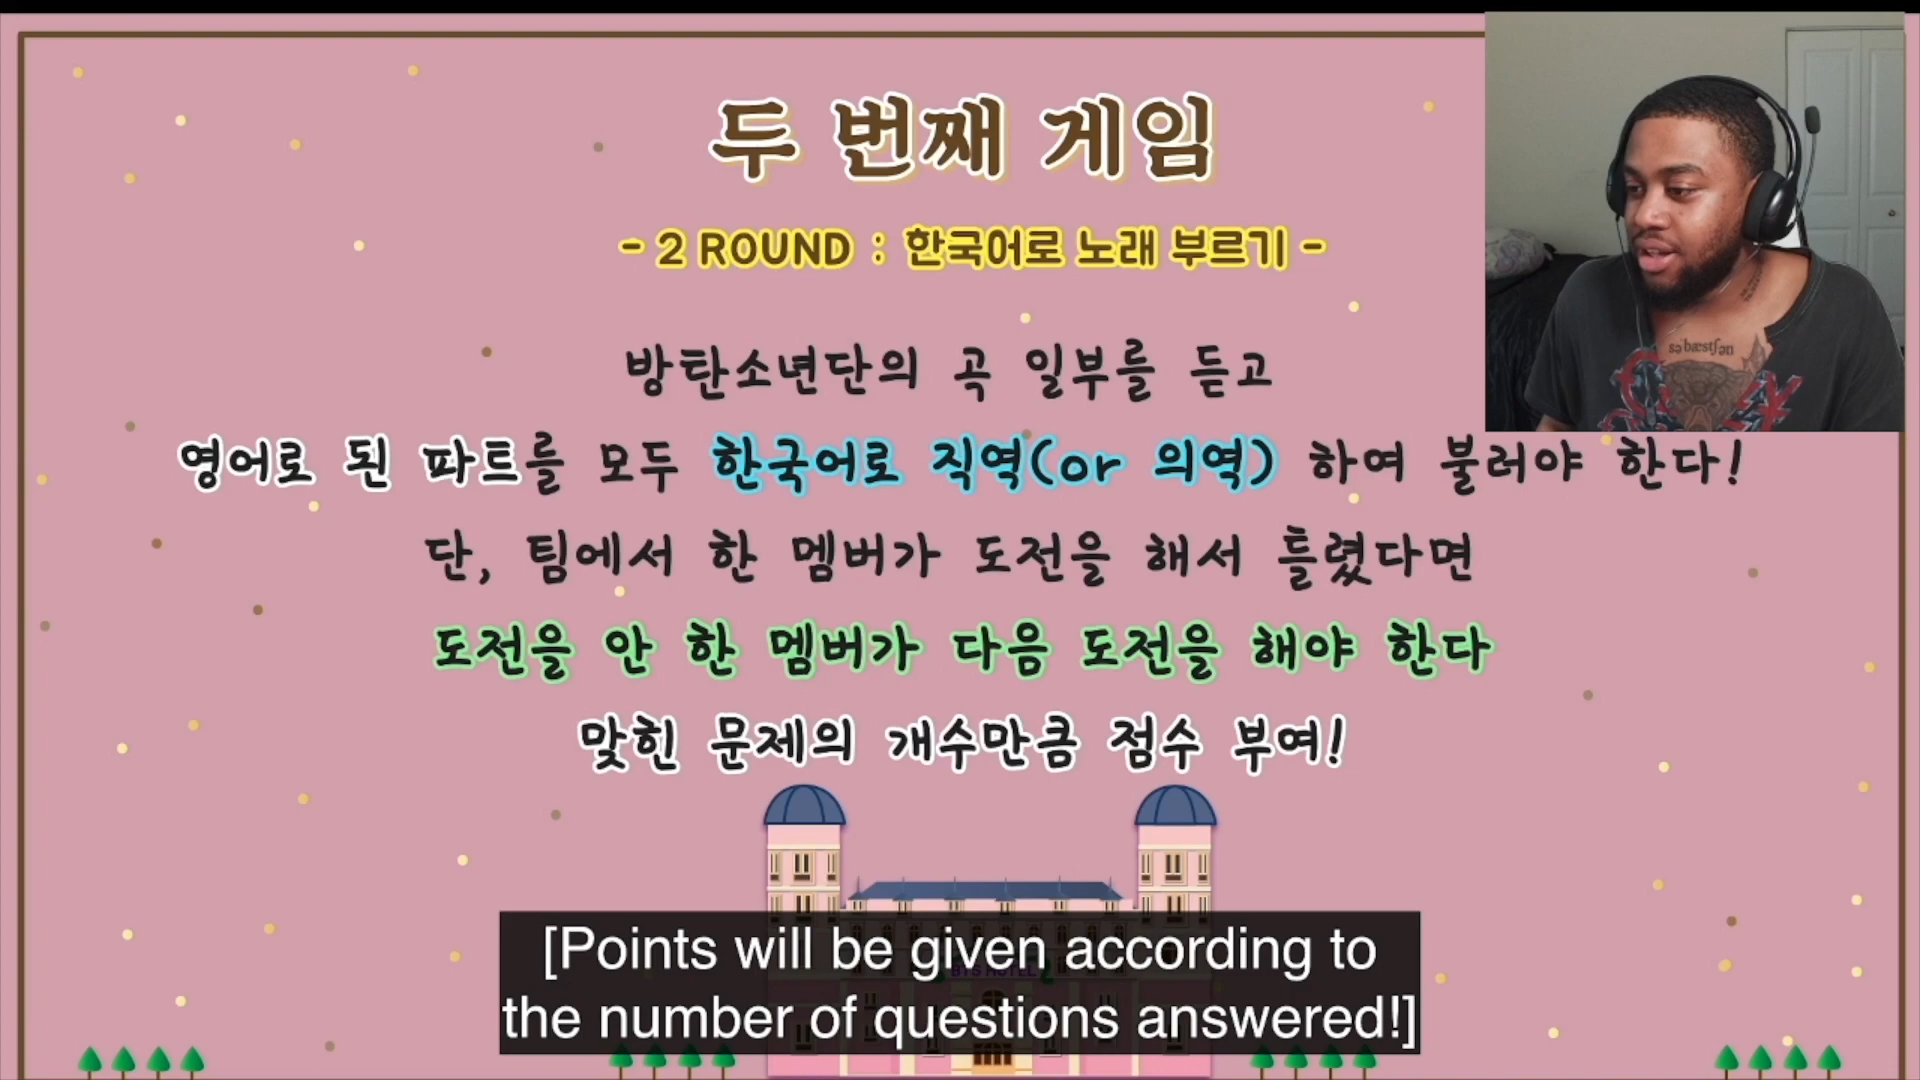 두 번째 게임
- 2 ROUND : 한국어로 노래 부르기 -
방탄소년단의 곡 일부를 듣고
영어로 된 파트를 모두 한국어로 직역(or 의역) 하여 불러야 한다!
단, 팀에서 한 멤버가 도전을 해서 틀렸다면
도전을 안 한 멤버가 다음 도전을 해야 한다
맞힌 문제의 개수만큼 점수 부여!
BTS HOTEL
[Points will be given according to
the number of questions answered!]